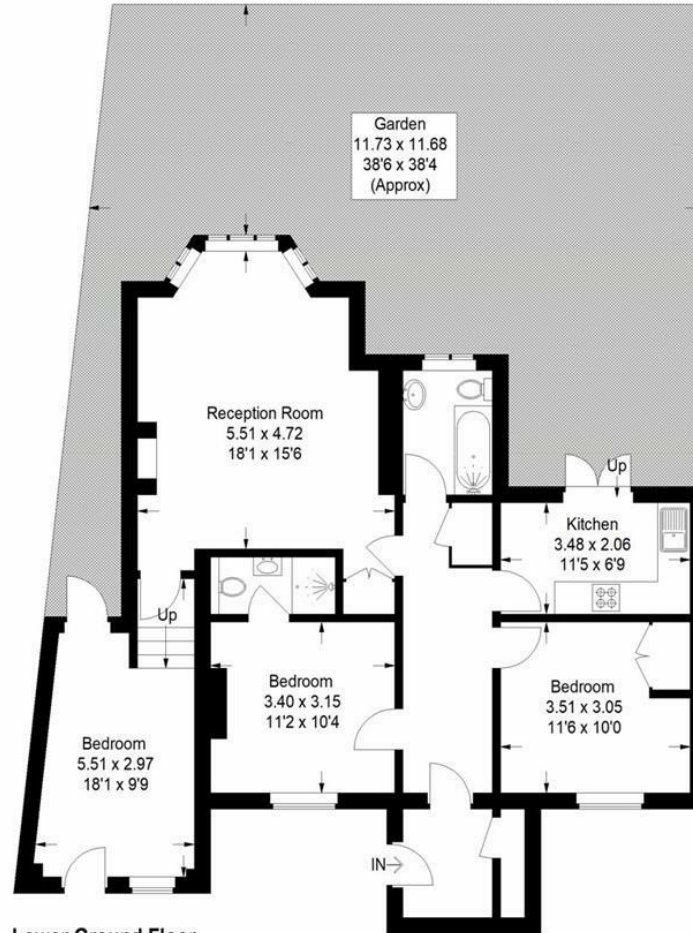 Garden
11.73 x 11.68
38'6 x 38'4
(Approx)
Reception Room
5.51 x 4.72
18'1 x 15'6
Up
Kitchen
3.48 x 2.06
11'5 x 6'9
Up
Bedroom
3.40 x 3.15
11'2 x 10'4
Bedroom
3.51 x 3.05
11'6 x 10'0
Bedroom
5.51 x 2.97
18'1 x 9'9
IN
Lower Ground Floor